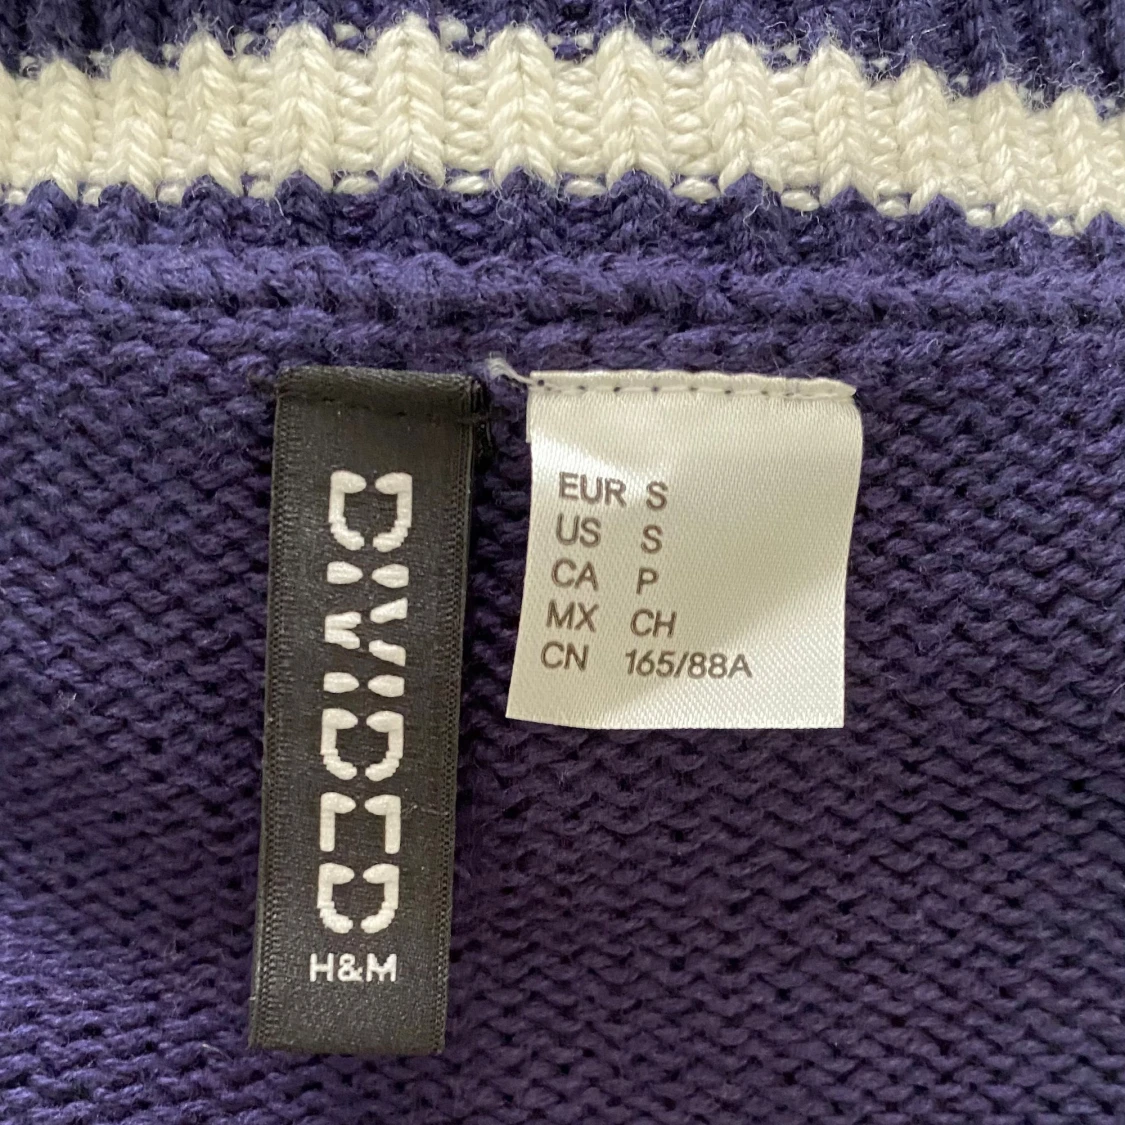 DIVIDED
H&M
EUR S
US S
CA P
MX CH
CN 165/88A